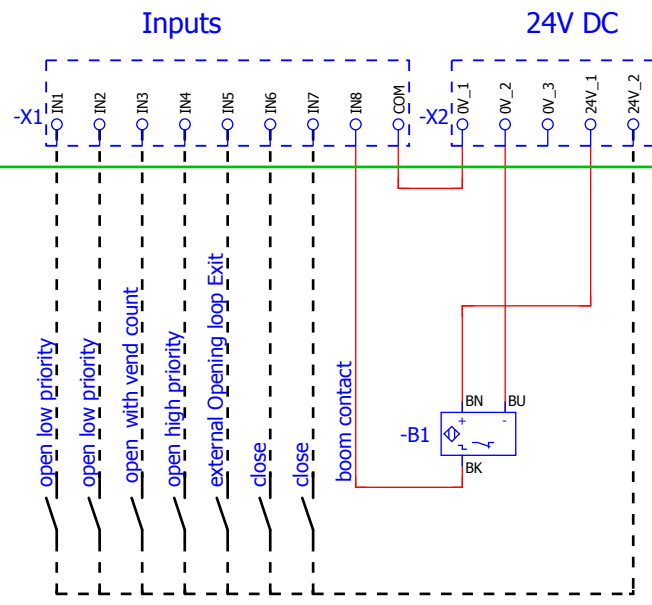 Inputs
24V DC
-X1
IN1
IN2
IN3
IN4
IN5
IN6
IN7
IN8
COM
-X2
0V_1
0V_2
0V_3
24V_1
24V_2
open low priority
open low priority
open with vend count
open high priority
external Opening loop Exit
close
close
boom contact
BN
BU
-B1
+
-
BK